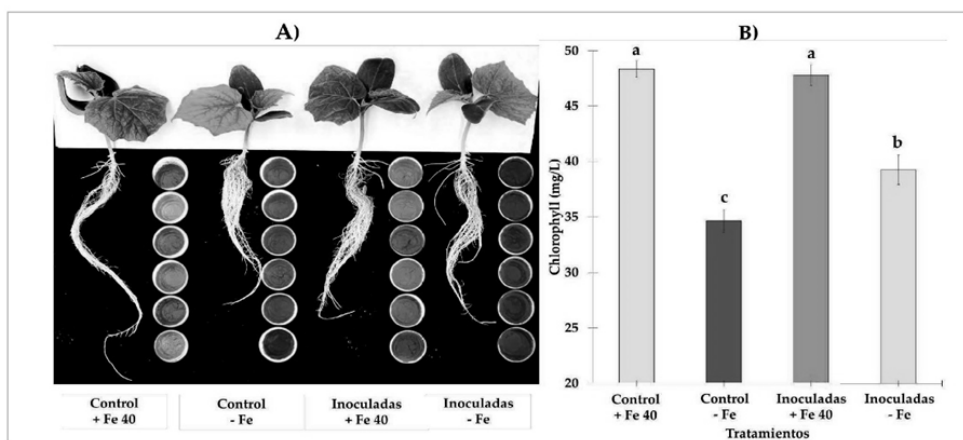 A)
Control
+ Fe 40
Control
- Fe
Inoculadas
+ Fe 40
Inoculadas
- Fe
B)
Chlorophyll (mg/L)
50
45
40
35
30
25
20
a
c
a
b
Control
+ Fe 40
Control
- Fe
Inoculadas
+ Fe 40
Inoculadas
- Fe
Tratamientos